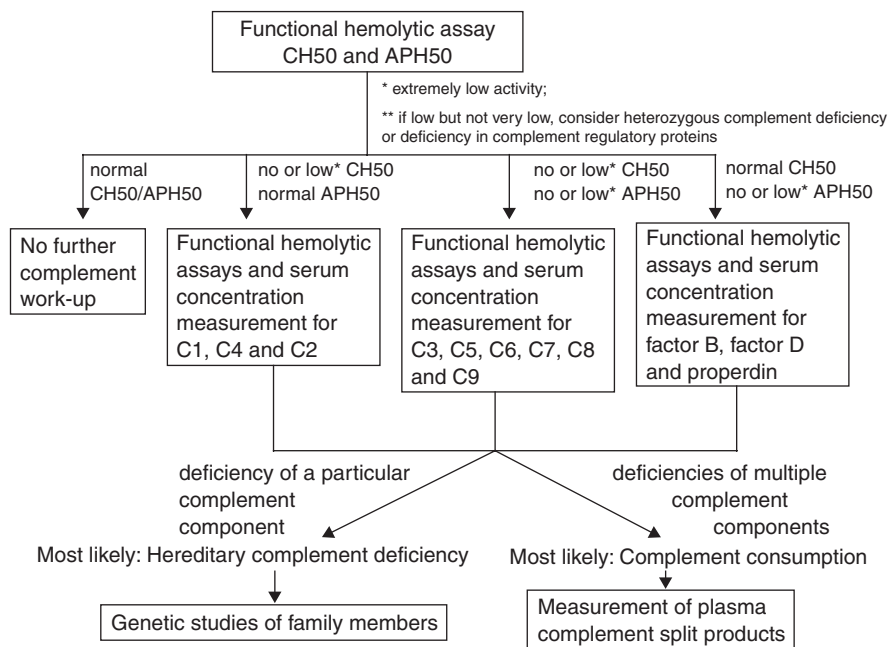 Functional hemolytic assay
CH50 and APH50
* extremely low activity;
** if low but not very low, consider heterozygous complement deficiency
or deficiency in complement regulatory proteins
normal
CH50/APH50
no or low* CH50
normal APH50
no or low* CH50
no or low* APH50
normal CH50
no or low* APH50
No further
complement
work-up
Functional hemolytic
assays and serum
concentration
measurement for
C1, C4 and C2
Functional hemolytic
assays and serum
concentration
measurement for
C3, C5, C6, C7, C8
and C9
Functional hemolytic
assays and serum
concentration
measurement for
factor B, factor D
and properdin
deficiency of a particular
complement
component
deficiencies of multiple
complement
components
Most likely: Hereditary complement deficiency
Most likely: Complement consumption
Genetic studies of family members
Measurement of plasma
complement split products